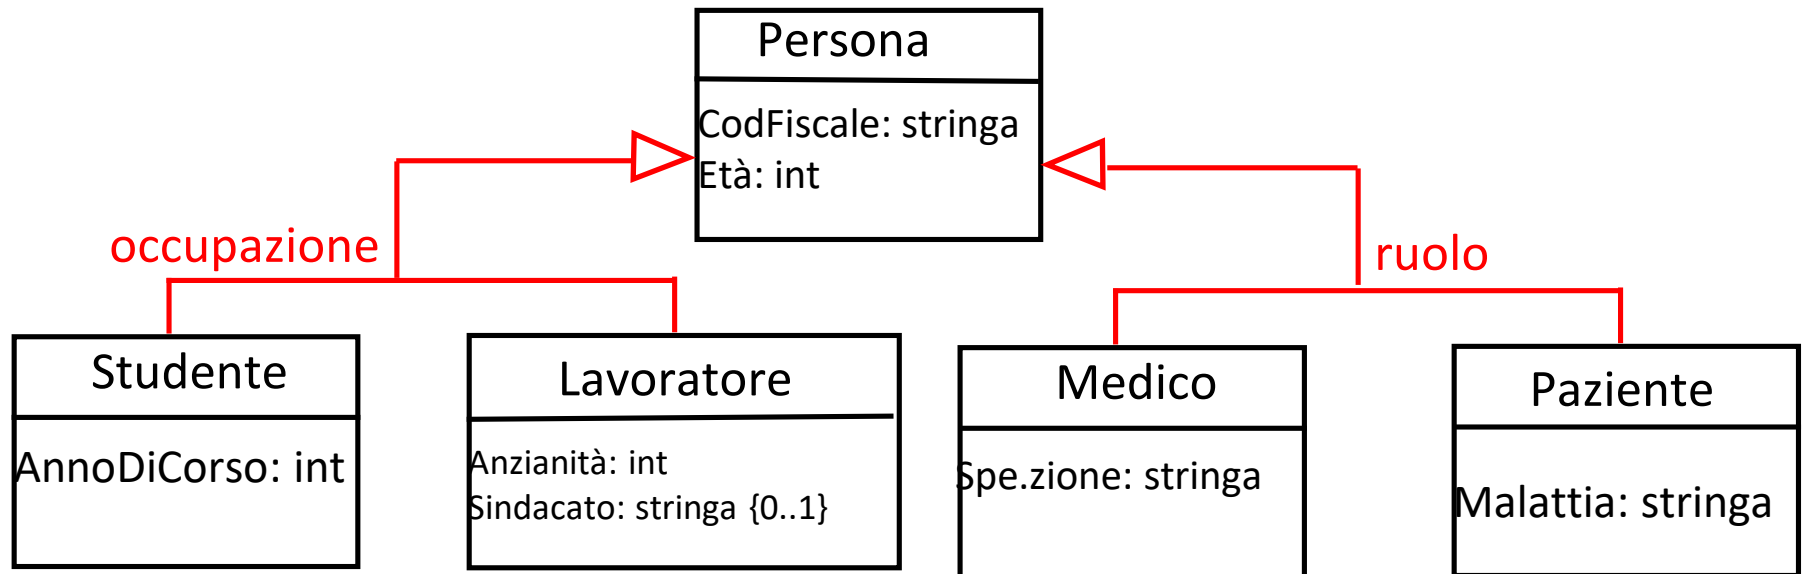 Persona
CodFiscale: stringa
Età: int
occupazione
ruolo
Studente
AnnoDiCorso: int
Lavoratore
Anzianità: int
Sindacato: stringa {0..1}
Medico
Spe.zione: stringa
Paziente
Malattia: stringa